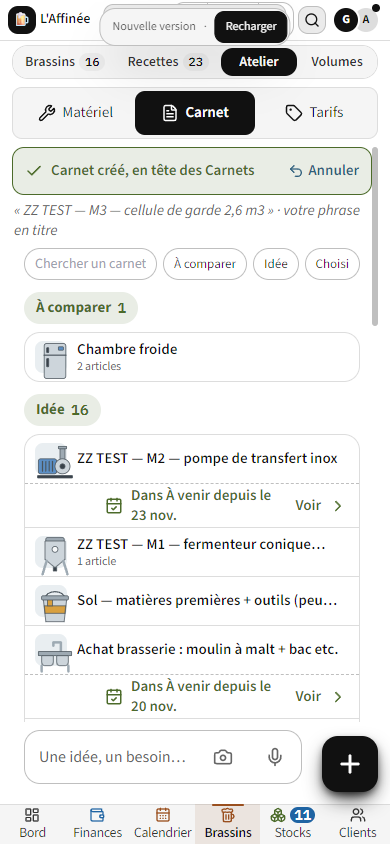 L'Affinée
Nouvelle version ·
Recharger
G
A
Brassins 16
Recettes 23
Atelier
Volumes
Matériel
Carnet
Tarifs
Carnet créé, en tête des Carnets
Annuler
« ZZ TEST — M3 — cellule de garde 2,6 m3 » · votre phrase
en titre
Chercher un carnet
À comparer
Idée
Choisi
À comparer 1
Chambre froide
2 articles
Idée 16
ZZ TEST — M2 — pompe de transfert inox
Dans À venir depuis le
23 nov.
Voir
ZZ TEST — M1 — fermenteur conique…
1 article
Sol — matières premières + outils (peu…
Achat brasserie : moulin à malt + bac etc.
Dans À venir depuis le
20 nov.
Voir
Une idée, un besoin…
Bord
Finances
Calendrier
Brassins
11
Stocks
Clients